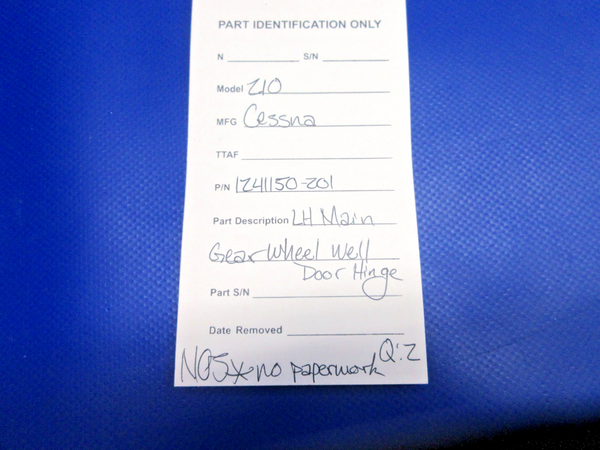 PART IDENTIFICATION ONLY
N S/N
Model 210
MFG Cessna
TTAF
P/N 1241150-201
Part Description LH Main
Gear Wheel Well
Door Hinge
Part S/N
Date Removed
Q:2
NOS* no paperwork